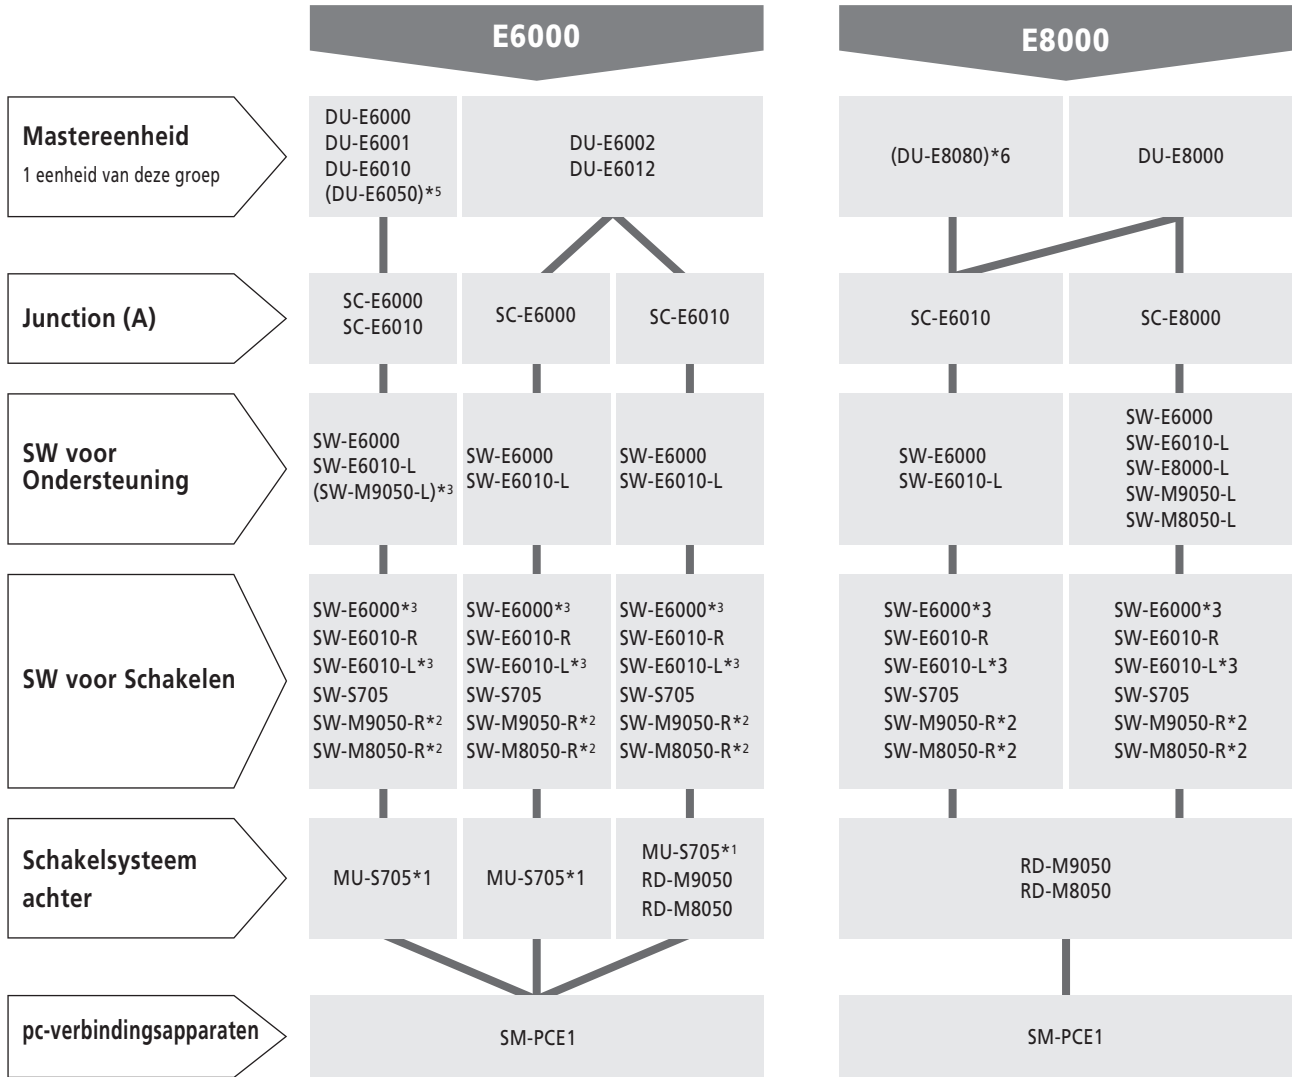 E6000
E8000
Mastereenheid
1 eenheid van deze groep
DU-E6000
DU-E6001
DU-E6010
(DU-E6050)*5
DU-E6002
DU-E6012
(DU-E8080)*6
DU-E8000
Junction (A)
SC-E6000
SC-E6010
SC-E6000
SC-E6010
SC-E6010
SC-E8000
SW voor
Ondersteuning
SW-E6000
SW-E6010-L
(SW-M9050-L)*3
SW-E6000
SW-E6010-L
SW-E6000
SW-E6010-L
SW-E6000
SW-E6010-L
SW-E6000
SW-E6010-L
SW-E8000-L
SW-M9050-L
SW-M8050-L
SW voor Schakelen
SW-E6000*3
SW-E6010-R
SW-E6010-L*3
SW-S705
SW-M9050-R*2
SW-M8050-R*2
SW-E6000*3
SW-E6010-R
SW-E6010-L*3
SW-S705
SW-M9050-R*2
SW-M8050-R*2
SW-E6000*3
SW-E6010-R
SW-E6010-L*3
SW-S705
SW-M9050-R*2
SW-M8050-R*2
SW-E6000*3
SW-E6010-R
SW-E6010-L*3
SW-S705
SW-M9050-R*2
SW-M8050-R*2
SW-E6000*3
SW-E6010-R
SW-E6010-L*3
SW-S705
SW-M9050-R*2
SW-M8050-R*2
Schakelsysteem
achter
MU-S705*1
MU-S705*1
MU-S705*1
RD-M9050
RD-M8050
RD-M9050
RD-M8050
pc-verbindingsapparaten
SM-PCE1
SM-PCE1